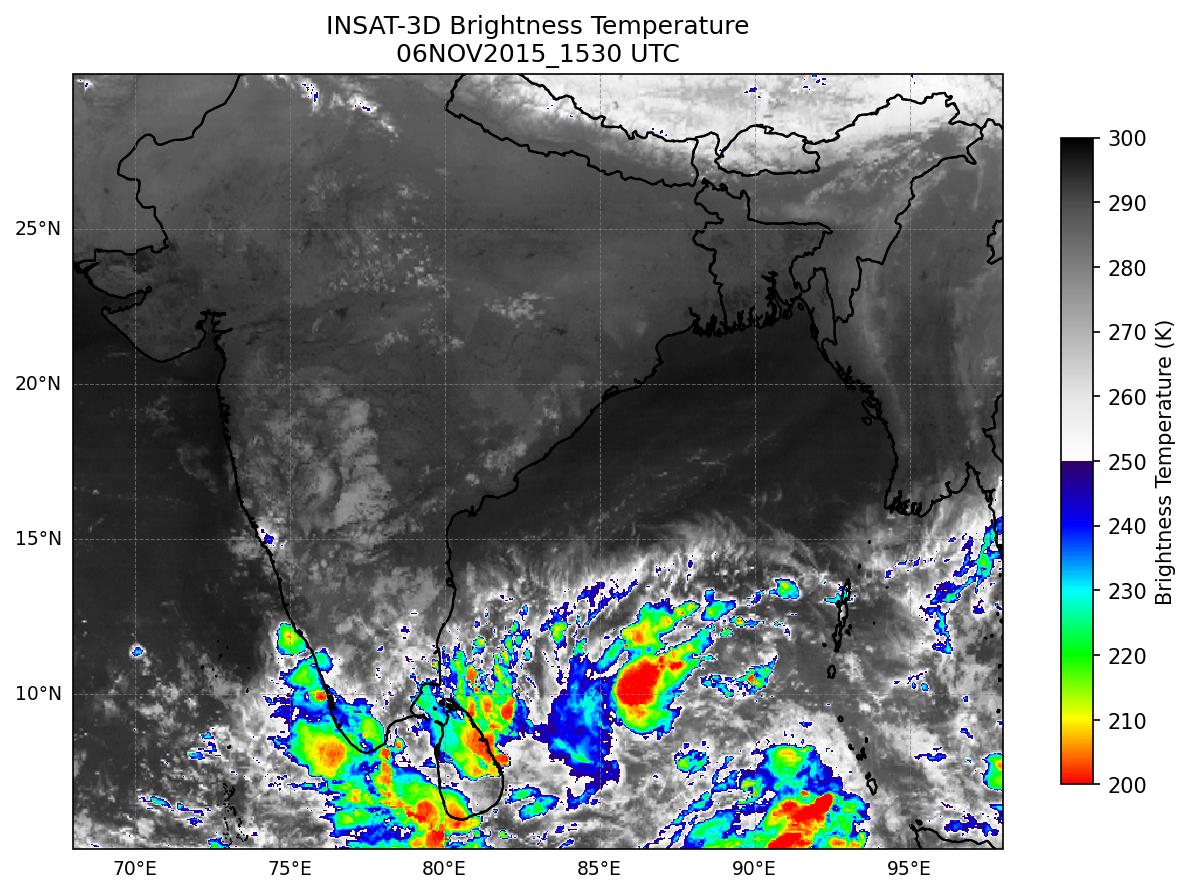 INSAT-3D Brightness Temperature
06NOV2015_1530 UTC
25°N
20°N
15°N
10°N
70°E
75°E
80°E
85°E
90°E
95°E
300
290
280
270
260
250
240
230
220
210
200
Brightness Temperature (K)